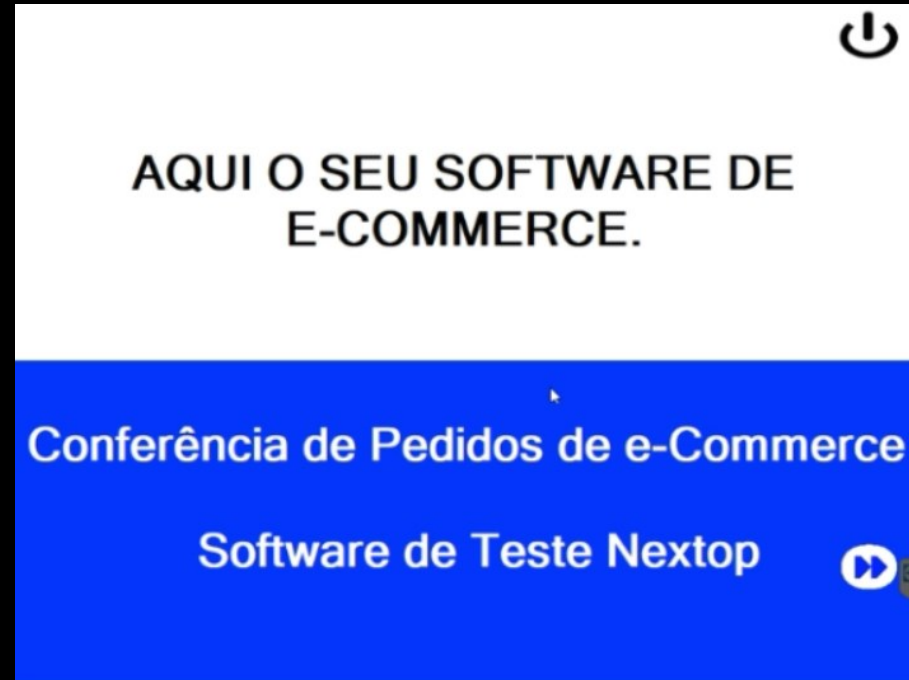 AQUI O SEU SOFTWARE DE
E-COMMERCE.
Conferência de Pedidos de e-Commerce
Software de Teste Nextop